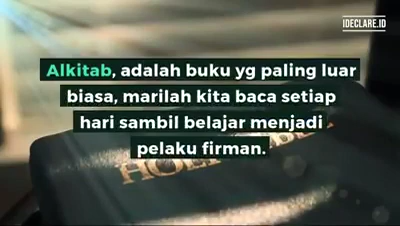 IDECLARE.ID
Alkitab, adalah buku yg paling luar
biasa, marilah kita baca setiap
hari sambil belajar menjadi
pelaku firman.
HOL